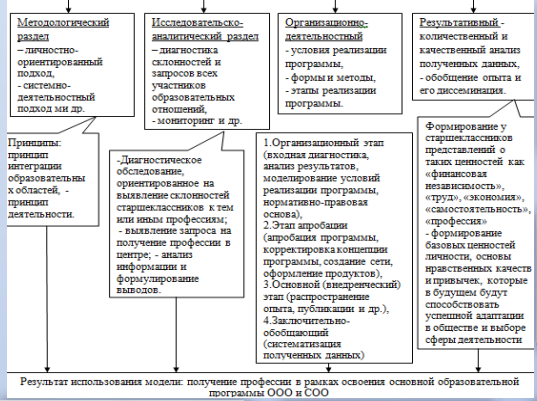 Методологический
раздел
– личностно-
ориентированный
подход,
- системно-
деятельностный
подход ми др.
Исследовательско-
аналитический раздел
– диагностика
склонностей и
запросов всех
участников
образовательных
отношений,
- мониторинг и др.
Организационно-
деятельностный
- условия реализации
программы,
- формы и методы,
- этапы реализации
программы.
Результативный -
количественный и
качественный анализ
полученных данных,
- обобщение опыта и
его диссеминация.
Принципы:
принцип
интеграции
образовательны
х областей, -
принцип
деятельности.
-Диагностическое
обследование,
ориентированное на
выявление склонностей
старшеклассников к тем
или иным профессиям;
- выявление запроса на
получение профессии в
центре; - анализ
информации и
формулирование
выводов.
1.Организационный этап
(входная диагностика,
анализ результатов,
моделирование условий
реализации программы,
нормативно-правовая
основа),
2.Этап апробации
(апробация программы,
корректировка концепции
программы, создание сети,
оформление продуктов),
3.Основной (внедренческий)
этап (распространение
опыта, публикации и др.),
4.Заключительно-
обобщающий
(систематизация
полученных данных)
Формирование у
старшеклассников
представлений о
таких ценностей как
«финансовая
независимость»,
«труд», «экономия»,
«самостоятельность»,
«профессия»
- формирование
базовых ценностей
личности, основы
нравственных качеств
и привычек, которые
в будущем будут
способствовать
успешной адаптации
в обществе и выборе
сферы деятельности
Результат использования модели: получение профессии в рамках освоения основной образовательной
программы ООО и СОО